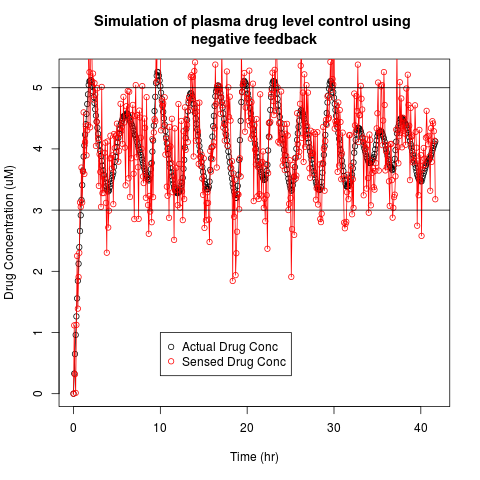 Simulation of plasma drug level control using
negative feedback
Drug Concentration (uM)
5
4
3
2
1
0
Actual Drug Conc
Sensed Drug Conc
0 10 20 30 40
Time (hr)